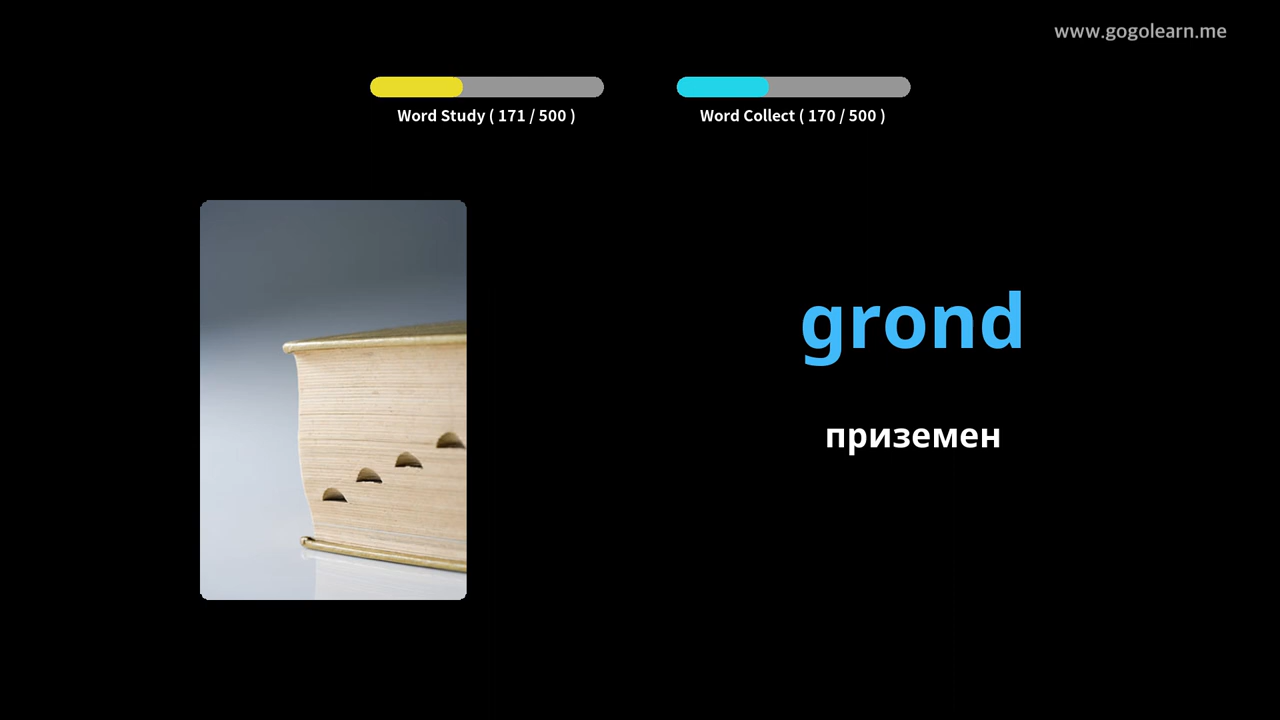 www.gogolearn.me
Word Study ( 171 / 500 )
Word Collect ( 170 / 500 )
grond
приземен